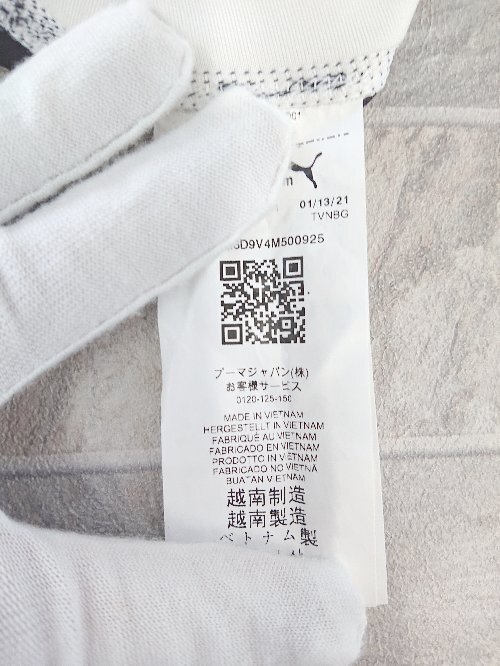 01/13/21
TVNBG
D9V4M500925
プーマジャパン(株)
お客様サービス
0120-125-150
MADE IN VIETNAM
HERGESTELLT IN VIETNAM
FABRIQUÉ AU VIETNAM
FABRICADO EN VIETNAM
PRODOTTO IN VIETNAM
FABRICADO NO VIETNÃ
BUATAN VIETNAM
越南制造
越南製造
ベトナム製